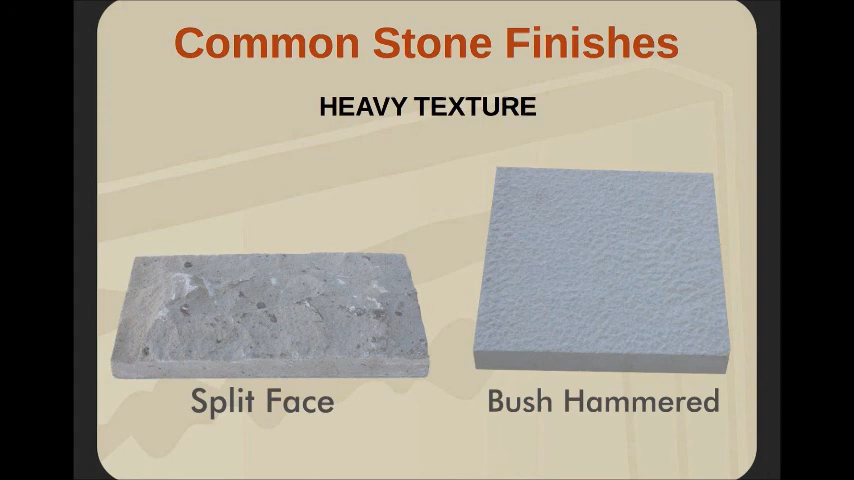 Common Stone Finishes
HEAVY TEXTURE
Split Face
Bush Hammered